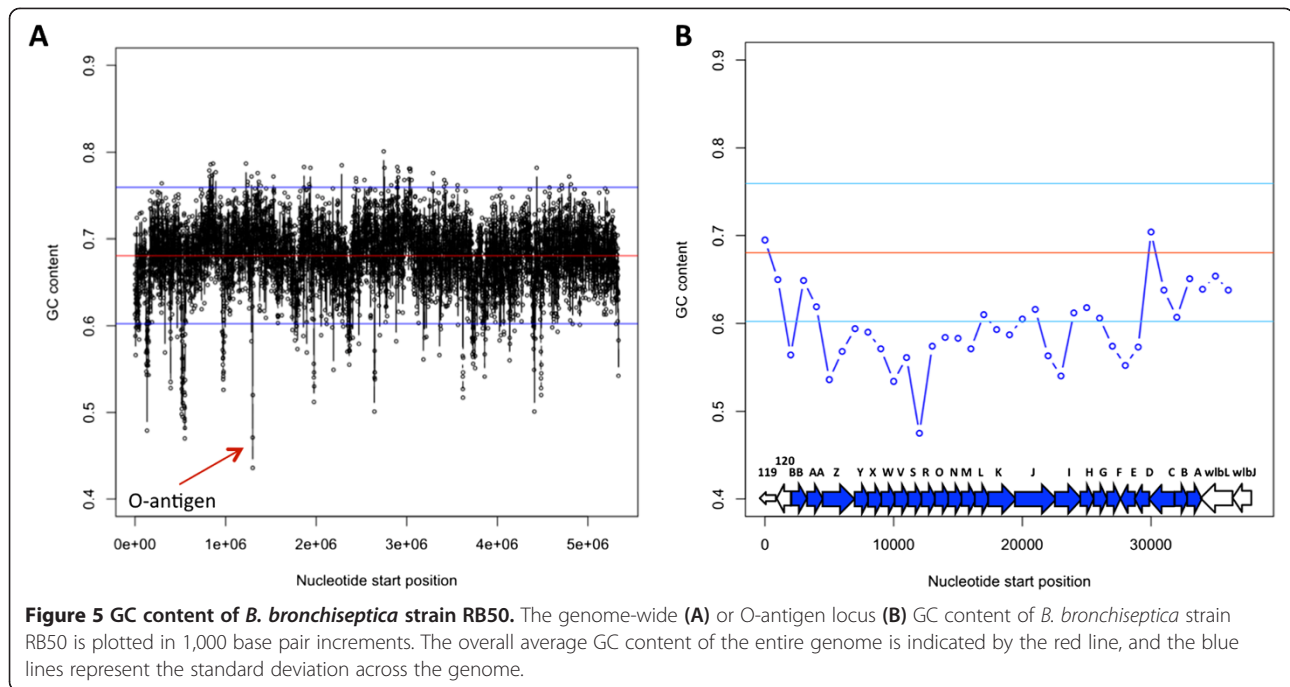 A
B
0.9
0.8
0.7
0.6
0.5
0.4
GC content
O-antigen
0e+00 1e+06 2e+06 3e+06 4e+06 5e+06
Nucleotide start position
0.9
0.8
0.7
0.6
0.5
0.4
GC content
119 120 BB AA Z Y X W V S R O N M L K J I H G F E D C B A wlbL wlbJ
0 10000 20000 30000
Nucleotide start position
Figure 5 GC content of B. bronchiseptica strain RB50. The genome-wide (A) or O-antigen locus (B) GC content of B. bronchiseptica strain
RB50 is plotted in 1,000 base pair increments. The overall average GC content of the entire genome is indicated by the red line, and the blue
lines represent the standard deviation across the genome.